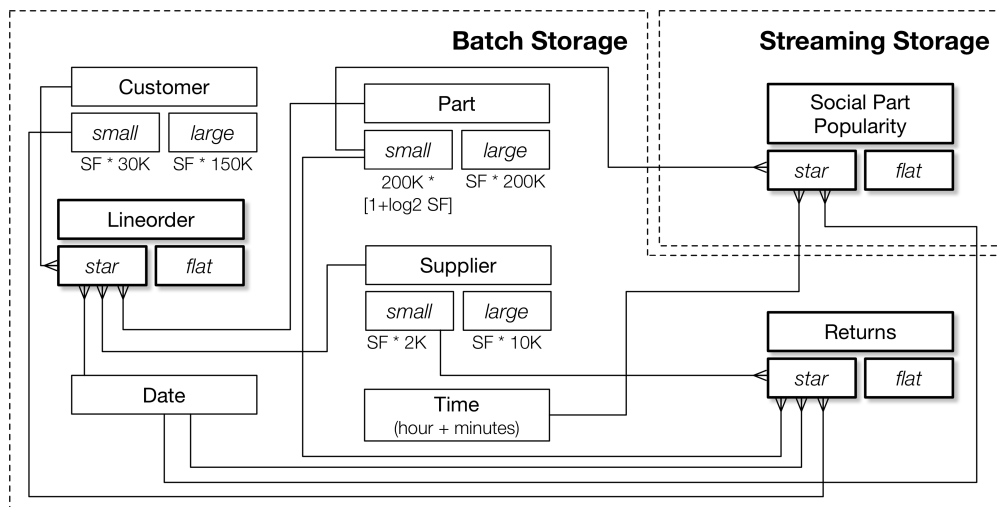 Batch Storage
Streaming Storage
Customer
small
large
SF * 30K
SF * 150K
Part
small
large
200K *
[1+log2 SF]
SF * 200K
Social Part
Popularity
star
flat
Lineorder
star
flat
Supplier
small
large
SF * 2K
SF * 10K
Returns
star
flat
Date
Time
(hour + minutes)